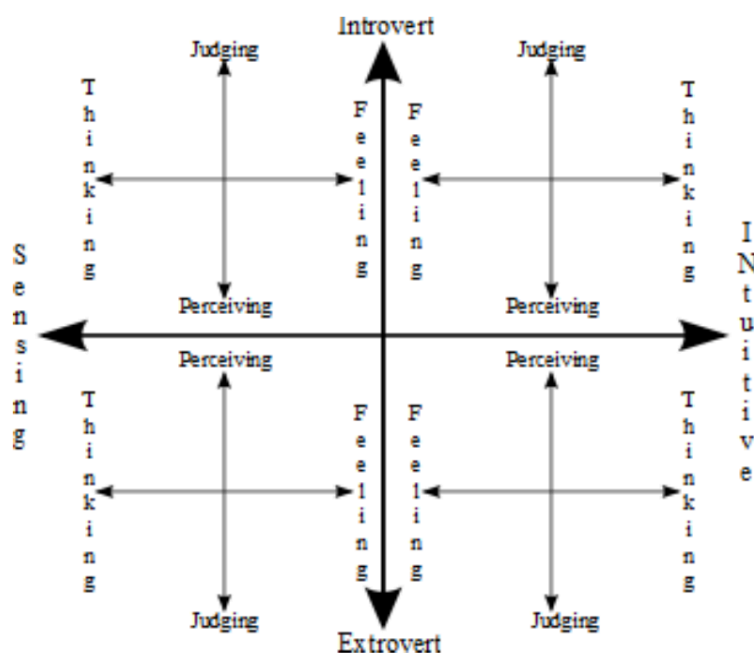 Introvert
Judging
Judging
Thinking
Feeling
Feeling
Thinking
Sensing
INtuitive
Perceiving
Perceiving
Perceiving
Perceiving
Thinking
Feeling
Feeling
Thinking
Judging
Judging
Extrovert